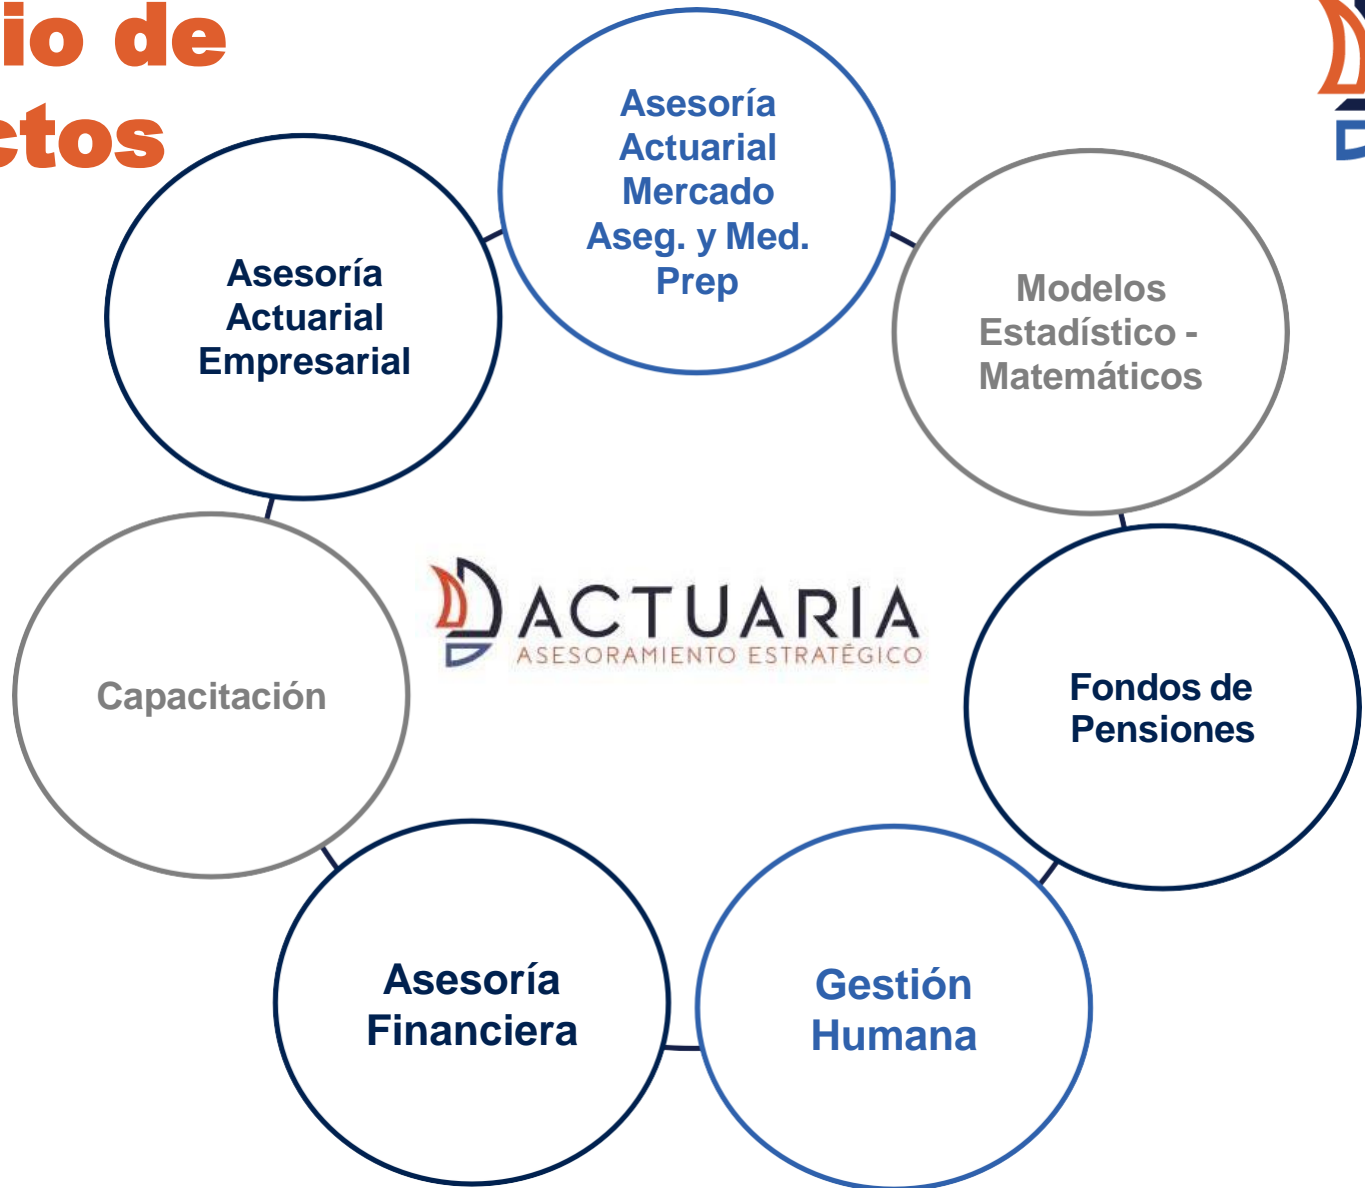 io de
ctos
Asesoría
Actuarial
Mercado
Aseg. y Med.
Prep
Asesoría
Actuarial
Empresarial
Modelos
Estadístico -
Matemáticos
ACTUARIA
ASESORAMIENTO ESTRATÉGICO
Capacitación
Fondos de
Pensiones
Asesoría
Financiera
Gestión
Humana